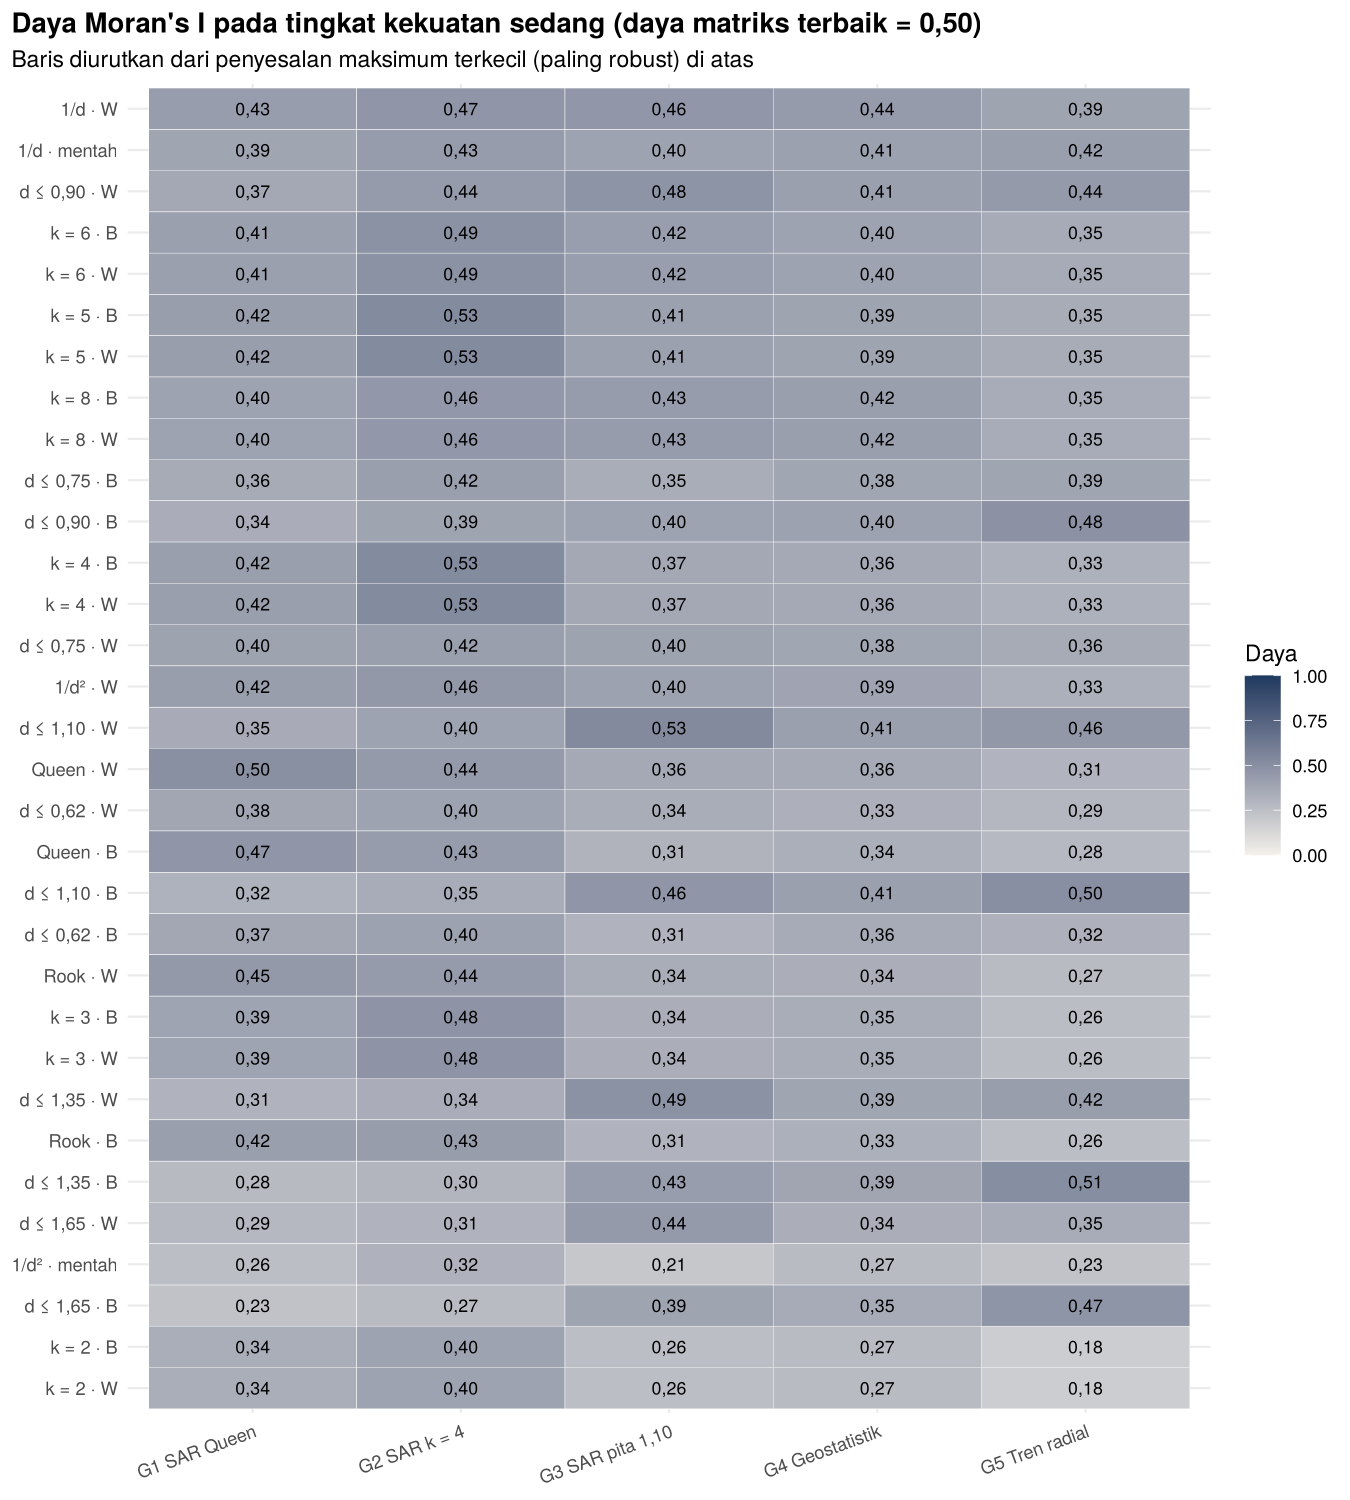 Daya Moran's I pada tingkat kekuatan sedang (daya matriks terbaik = 0,50)
Baris diurutkan dari penyesalan maksimum terkecil (paling robust) di atas
1/d · W 0,43 0,47 0,46 0,44 0,39
1/d · mentah 0,39 0,43 0,40 0,41 0,42
d ≤ 0,90 · W 0,37 0,44 0,48 0,41 0,44
k = 6 · B 0,41 0,49 0,42 0,40 0,35
k = 6 · W 0,41 0,49 0,42 0,40 0,35
k = 5 · B 0,42 0,53 0,41 0,39 0,35
k = 5 · W 0,42 0,53 0,41 0,39 0,35
k = 8 · B 0,40 0,46 0,43 0,42 0,35
k = 8 · W 0,40 0,46 0,43 0,42 0,35
d ≤ 0,75 · B 0,36 0,42 0,35 0,38 0,39
d ≤ 0,90 · B 0,34 0,39 0,40 0,40 0,48
k = 4 · B 0,42 0,53 0,37 0,36 0,33
k = 4 · W 0,42 0,53 0,37 0,36 0,33
d ≤ 0,75 · W 0,40 0,42 0,40 0,38 0,36
1/d² · W 0,42 0,46 0,40 0,39 0,33
d ≤ 1,10 · W 0,35 0,40 0,53 0,41 0,46
Queen · W 0,50 0,44 0,36 0,36 0,31
d ≤ 0,62 · W 0,38 0,40 0,34 0,33 0,29
Queen · B 0,47 0,43 0,31 0,34 0,28
d ≤ 1,10 · B 0,32 0,35 0,46 0,41 0,50
d ≤ 0,62 · B 0,37 0,40 0,31 0,36 0,32
Rook · W 0,45 0,44 0,34 0,34 0,27
k = 3 · B 0,39 0,48 0,34 0,35 0,26
k = 3 · W 0,39 0,48 0,34 0,35 0,26
d ≤ 1,35 · W 0,31 0,34 0,49 0,39 0,42
Rook · B 0,42 0,43 0,31 0,33 0,26
d ≤ 1,35 · B 0,28 0,30 0,43 0,39 0,51
d ≤ 1,65 · W 0,29 0,31 0,44 0,34 0,35
1/d² · mentah 0,26 0,32 0,21 0,27 0,23
d ≤ 1,65 · B 0,23 0,27 0,39 0,35 0,47
k = 2 · B 0,34 0,40 0,26 0,27 0,18
k = 2 · W 0,34 0,40 0,26 0,27 0,18
G1 SAR Queen G2 SAR k = 4 G3 SAR pita 1,10 G4 Geostatistik G5 Tren radial
Daya
1.00
0.75
0.50
0.25
0.00